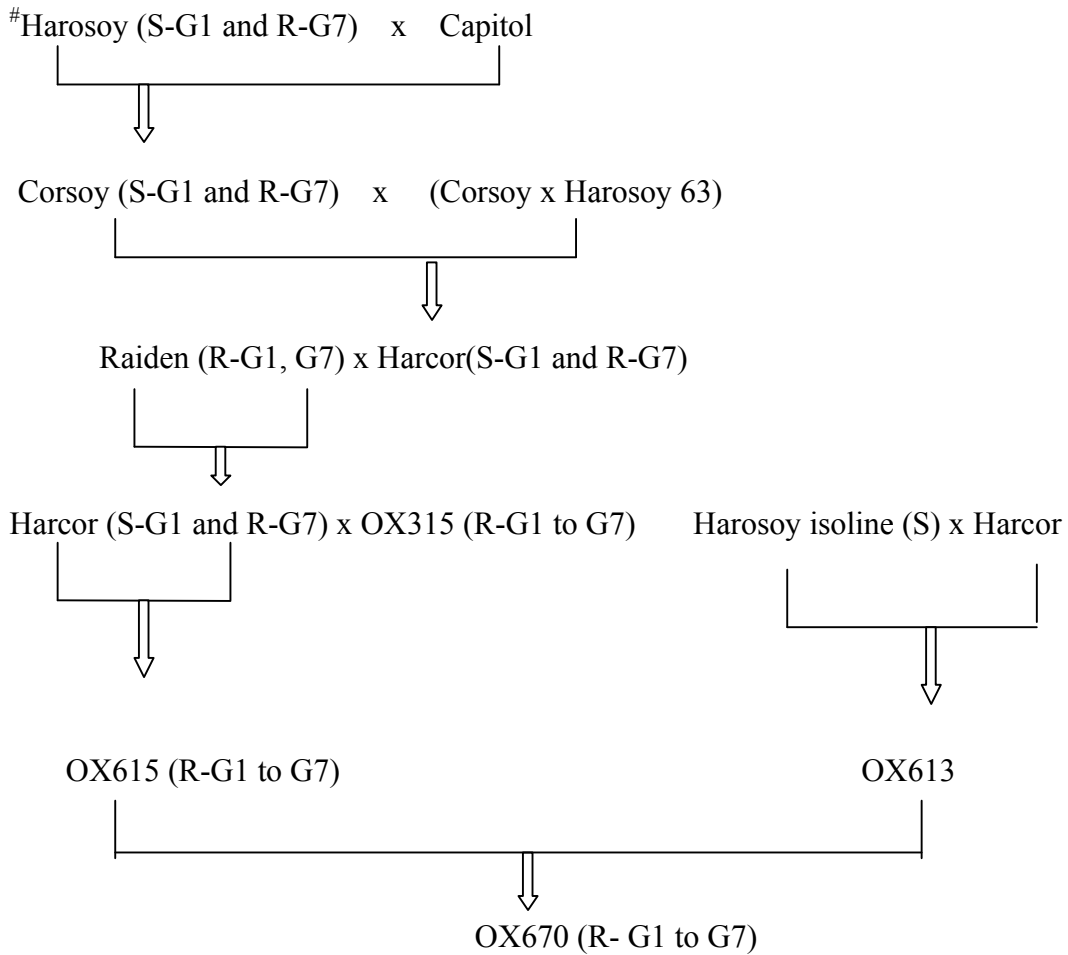 #Harosoy (S-G1 and R-G7) x Capitol
Corsoy (S-G1 and R-G7) x (Corsoy x Harosoy 63)
Raiden (R-G1, G7) x Harcor(S-G1 and R-G7)
Harcor (S-G1 and R-G7) x OX315 (R-G1 to G7)
Harosoy isoline (S) x Harcor
OX615 (R-G1 to G7)
OX613
OX670 (R- G1 to G7)